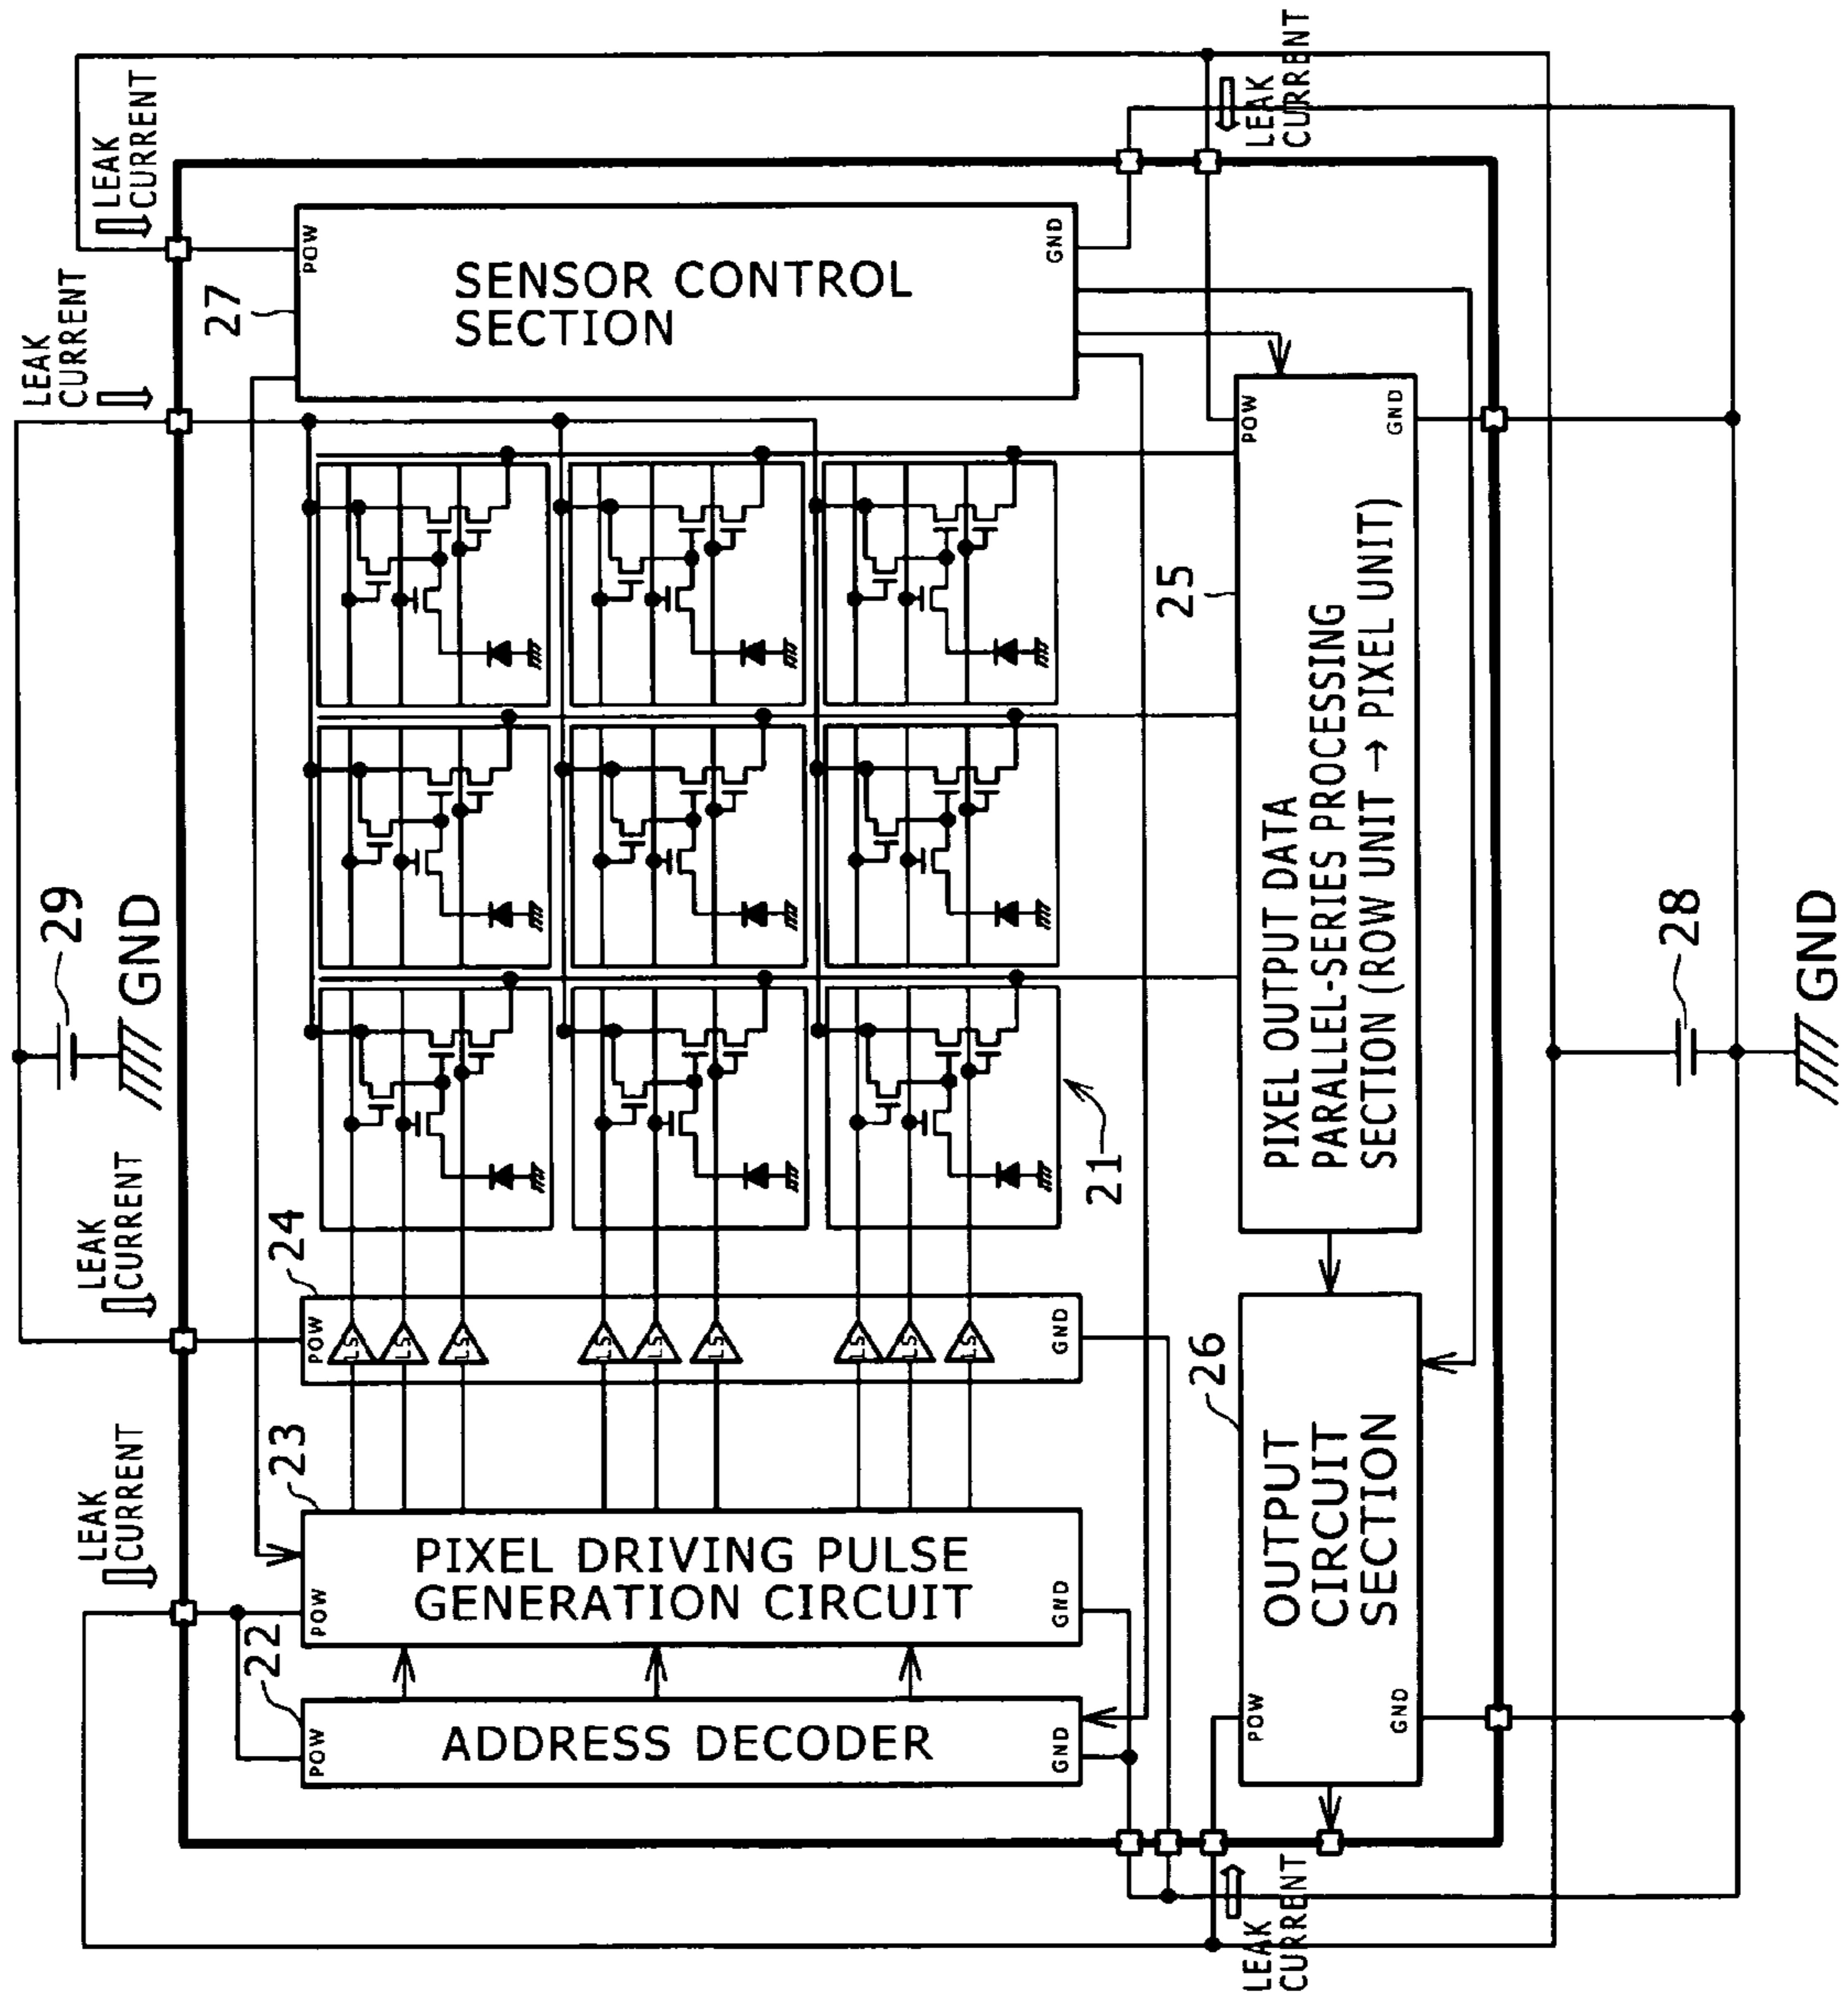 LEAK
CURRENT
LEAK
CURRENT
27
POW
SENSOR CONTROL
SECTION
GND
LEAK
CURRENT
29
GND
25
POW
GND
PIXEL OUTPUT DATA
PARALLEL-SERIES PROCESSING
SECTION (ROW UNIT → PIXEL UNIT)
28
GND
21
LEAK
CURRENT
24
POW
LS
LS
LS
LS
LS
LS
LS
LS
LS
GND
LEAK
CURRENT
23
POW
PIXEL DRIVING PULSE
GENERATION CIRCUIT
GND
26
OUTPUT
CIRCUIT
SECTION
POW
GND
22
POW
ADDRESS DECODER
GND
LEAK
CURRENT